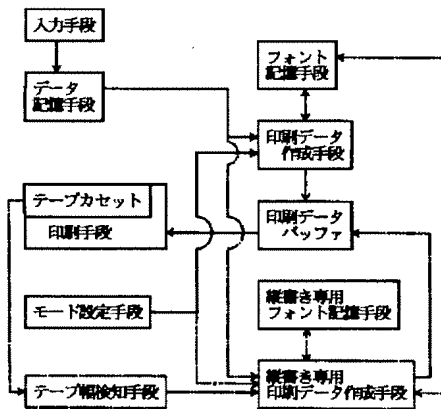 入力手段
データ
記憶手段
フォント
記憶手段
印刷データ
作成手段
テープカセット
印刷手段
印刷データ
バッファ
モード設定手段
縦書き専用
フォント記憶手段
テープ幅検知手段
縦書き専用
印刷データ作成手段